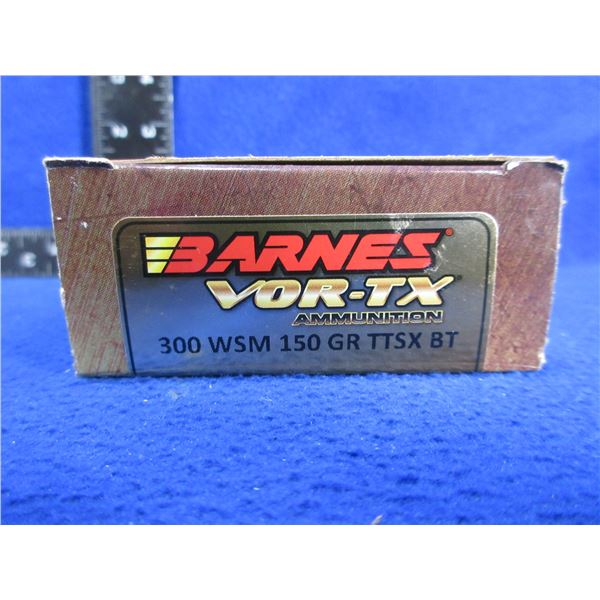 BARNES®
VOR-TX
AMMUNITION
300 WSM 150 GR TTSX BT